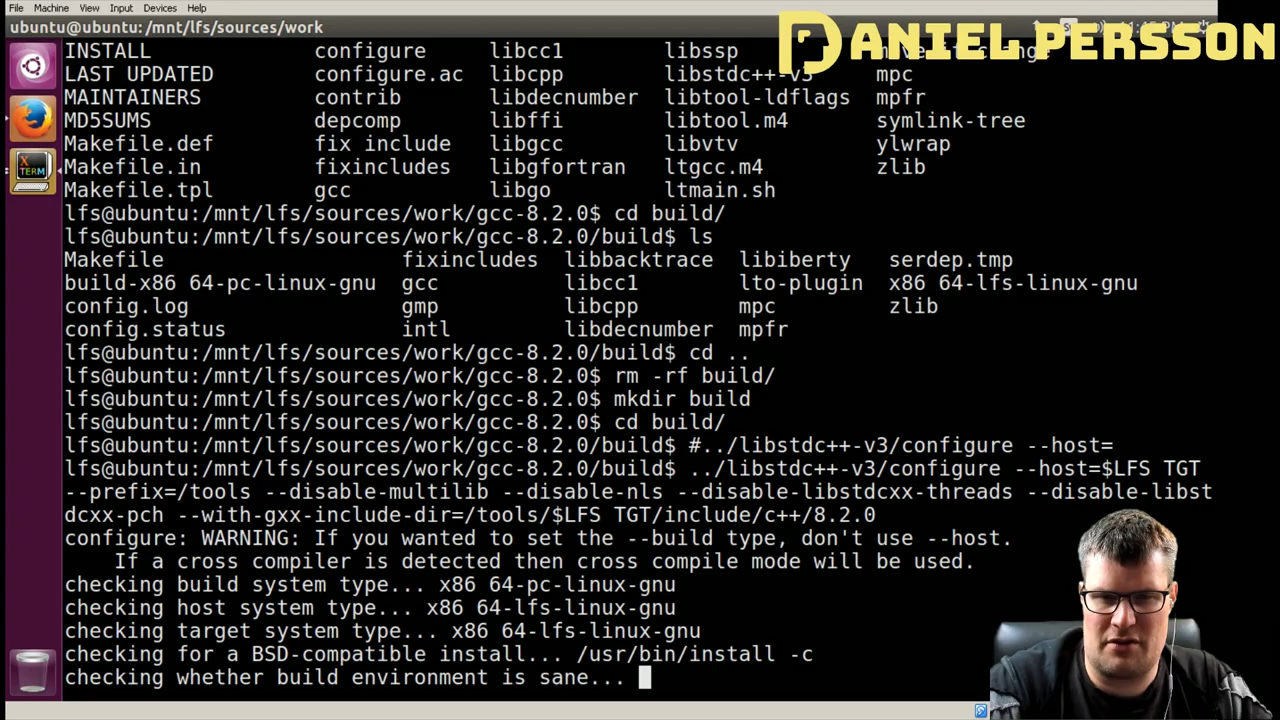 File Machine View Input Devices Help
ubuntu@ubuntu: /mnt/lfs/sources/work
DANIEL PERSSON
INSTALL configure libcc1 libssp
LAST UPDATED configure.ac libcpp libstdc++-v3 mpc
MAINTAINERS contrib libdecnumber libtool-ldflags mpfr
MD5SUMS depcomp libffi libtool.m4 symlink-tree
Makefile.def fix include libgcc libvtv ylwrap
Makefile.in fixincludes libgfortran ltgcc.m4 zlib
Makefile.tpl gcc libgo ltmain.sh
lfs@ubuntu:/mnt/lfs/sources/work/gcc-8.2.0$ cd build/
lfs@ubuntu:/mnt/lfs/sources/work/gcc-8.2.0/build$ ls
Makefile fixincludes libbacktrace libiberty serdep.tmp
build-x86 64-pc-linux-gnu gcc libcc1 lto-plugin x86 64-lfs-linux-gnu
config.log gmp libcpp mpc zlib
config.status intl libdecnumber mpfr
lfs@ubuntu:/mnt/lfs/sources/work/gcc-8.2.0/build$ cd ..
lfs@ubuntu:/mnt/lfs/sources/work/gcc-8.2.0$ rm -rf build/
lfs@ubuntu:/mnt/lfs/sources/work/gcc-8.2.0$ mkdir build
lfs@ubuntu:/mnt/lfs/sources/work/gcc-8.2.0$ cd build/
lfs@ubuntu:/mnt/lfs/sources/work/gcc-8.2.0/build$ #../libstdc++-v3/configure --host=
lfs@ubuntu:/mnt/lfs/sources/work/gcc-8.2.0/build$ ../libstdc++-v3/configure --host=$LFS TGT
--prefix=/tools --disable-multilib --disable-nls --disable-libstdcxx-threads --disable-libst
dcxx-pch --with-gxx-include-dir=/tools/$LFS TGT/include/c++/8.2.0
configure: WARNING: If you wanted to set the --build type, don't use --host.
If a cross compiler is detected then cross compile mode will be used.
checking build system type... x86 64-pc-linux-gnu
checking host system type... x86 64-lfs-linux-gnu
checking target system type... x86 64-lfs-linux-gnu
checking for a BSD-compatible install... /usr/bin/install -c
checking whether build environment is sane...
XTERM